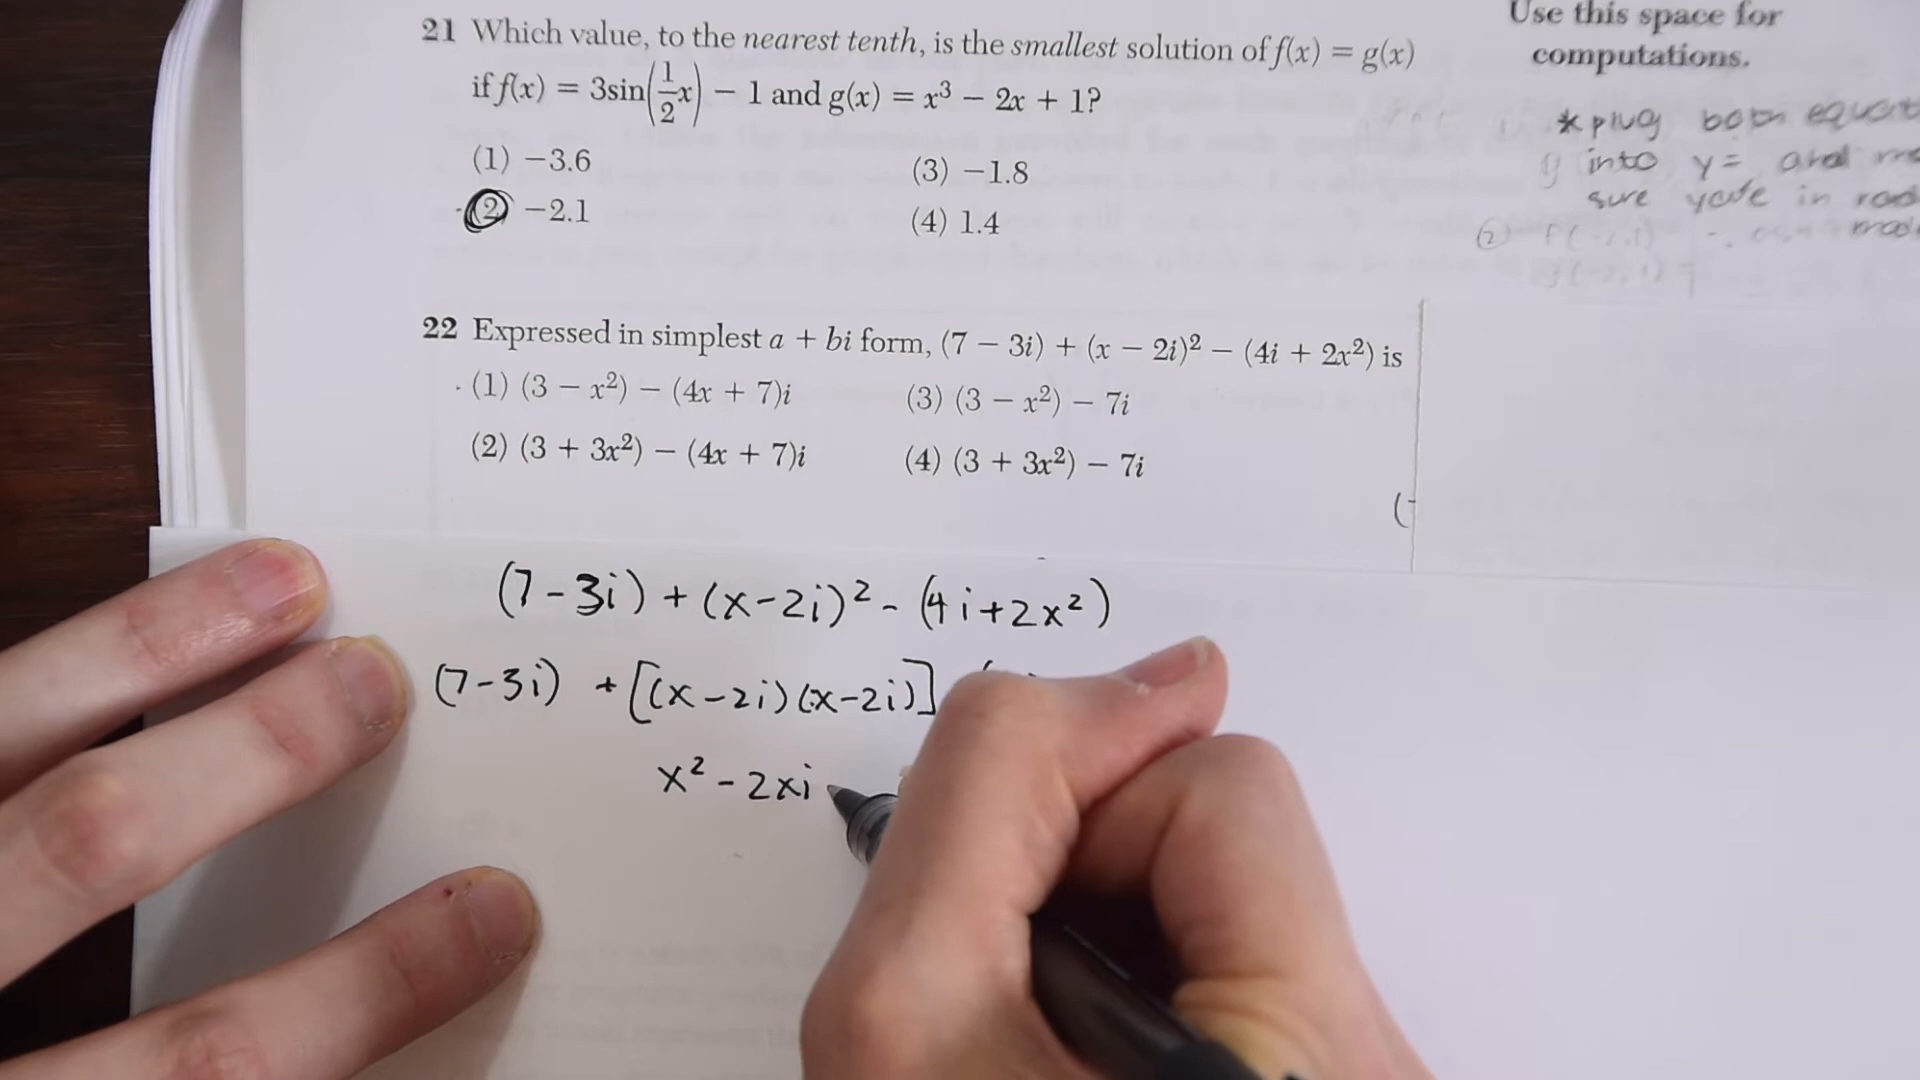 21 Which value, to the nearest tenth, is the smallest solution of f(x) = g(x)
if f(x) = 3sin(1/2 x) − 1 and g(x) = x³ − 2x + 1?
(1) −3.6
(3) −1.8
(2) −2.1
(4) 1.4
Use this space for
computations.
*plug both
into y= and
sure you're in
22 Expressed in simplest a + bi form, (7 − 3i) + (x − 2i)² − (4i + 2x²) is
(1) (3 − x²) − (4x + 7)i
(3) (3 − x²) − 7i
(2) (3 + 3x²) − (4x + 7)i
(4) (3 + 3x²) − 7i
(7-3i) + (x-2i)² - (4i+2x²)
(7-3i) + [(x-2i)(x-2i)]
x² - 2xi